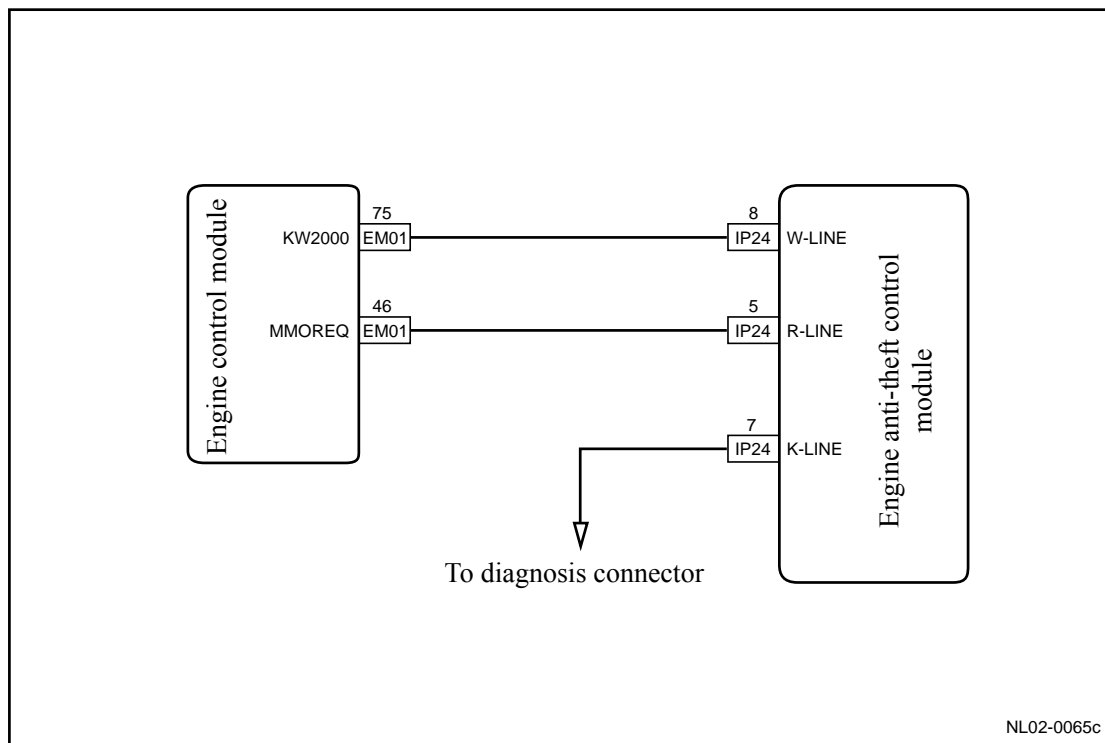 Engine control module
75
KW2000 EM01
46
MMOREQ EM01
8
IP24 W-LINE
5
IP24 R-LINE
7
IP24 K-LINE
Engine anti-theft control
module
To diagnosis connector
NL02-0065c